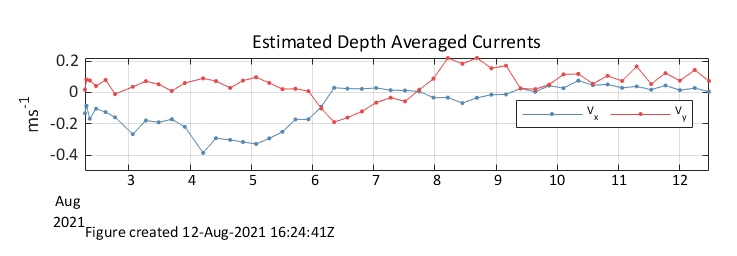 Estimated Depth Averaged Currents
0.2
0
-0.2
-0.4
ms-1
Vx
Vy
3 4 5 6 7 8 9 10 11 12
Aug
2021
Figure created 12-Aug-2021 16:24:41Z